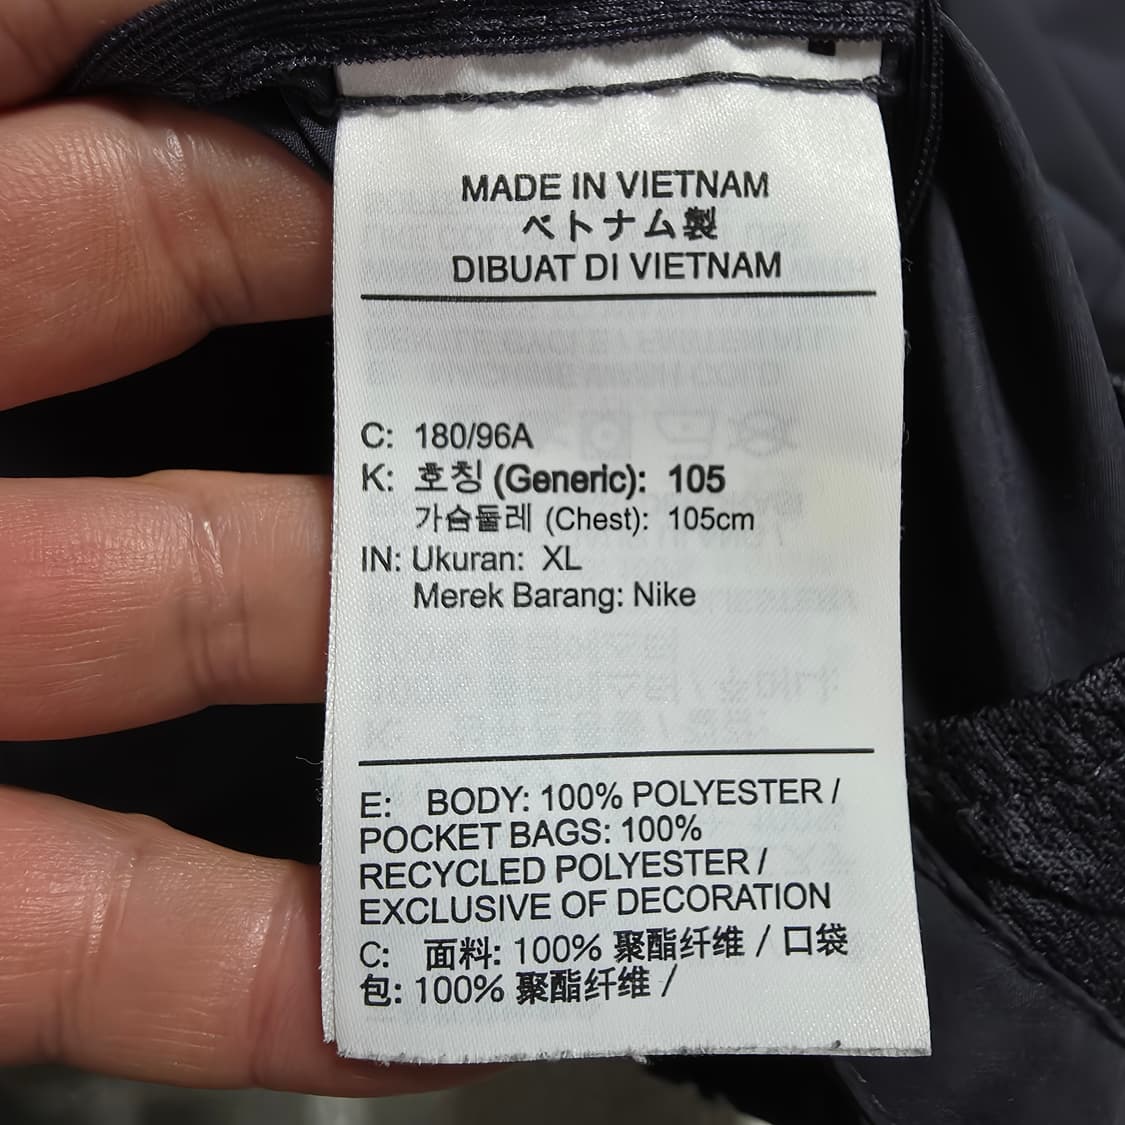 MADE IN VIETNAM
ベトナム製
DIBUAT DI VIETNAM
C: 180/96A
K: 호칭 (Generic): 105
가슴둘레 (Chest): 105cm
IN: Ukuran: XL
Merek Barang: Nike
E: BODY: 100% POLYESTER /
POCKET BAGS: 100%
RECYCLED POLYESTER /
EXCLUSIVE OF DECORATION
C: 面料: 100% 聚酯纤维 / 口袋
包: 100% 聚酯纤维 /